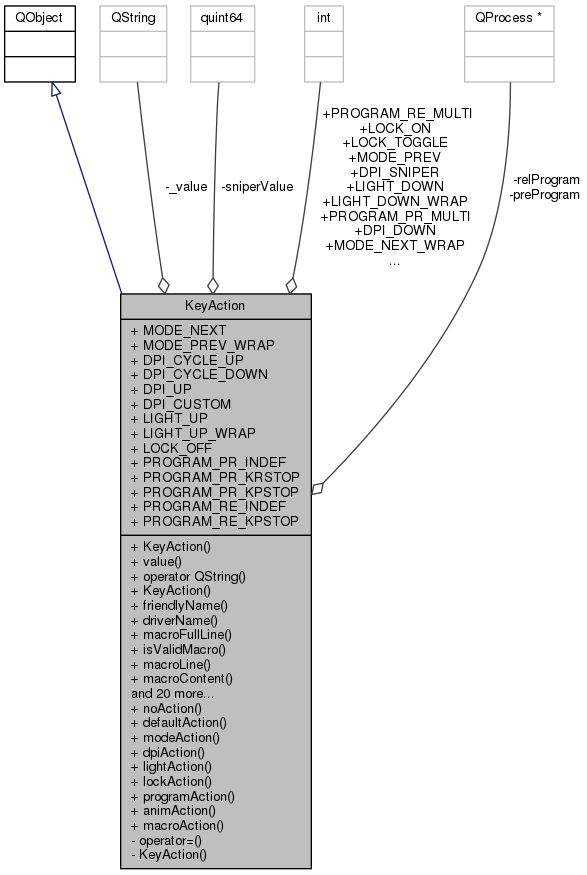 QObject
QString
quint64
int
QProcess *
+PROGRAM_RE_MULTI
+LOCK_ON
+LOCK_TOGGLE
+MODE_PREV
+DPI_SNIPER
+LIGHT_DOWN
+LIGHT_DOWN_WRAP
+PROGRAM_PR_MULTI
+DPI_DOWN
+MODE_NEXT_WRAP
...
-_value
-sniperValue
-relProgram
-preProgram
KeyAction
+ MODE_NEXT
+ MODE_PREV_WRAP
+ DPI_CYCLE_UP
+ DPI_CYCLE_DOWN
+ DPI_UP
+ DPI_CUSTOM
+ LIGHT_UP
+ LIGHT_UP_WRAP
+ LOCK_OFF
+ PROGRAM_PR_INDEF
+ PROGRAM_PR_KRSTOP
+ PROGRAM_PR_KPSTOP
+ PROGRAM_RE_INDEF
+ PROGRAM_RE_KPSTOP
+ KeyAction()
+ value()
+ operator QString()
+ KeyAction()
+ friendlyName()
+ driverName()
+ macroFullLine()
+ isValidMacro()
+ macroLine()
+ macroContent()
and 20 more...
+ noAction()
+ defaultAction()
+ modeAction()
+ dpiAction()
+ lightAction()
+ lockAction()
+ programAction()
+ animAction()
+ macroAction()
- operator=()
- KeyAction()